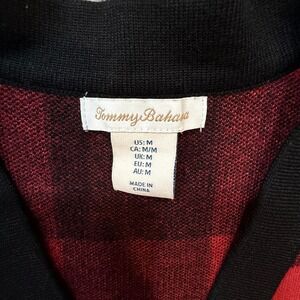 Tommy Bahama
US: M
CA: M/M
UK: M
EU: M
AU: M
MADE IN
CHINA